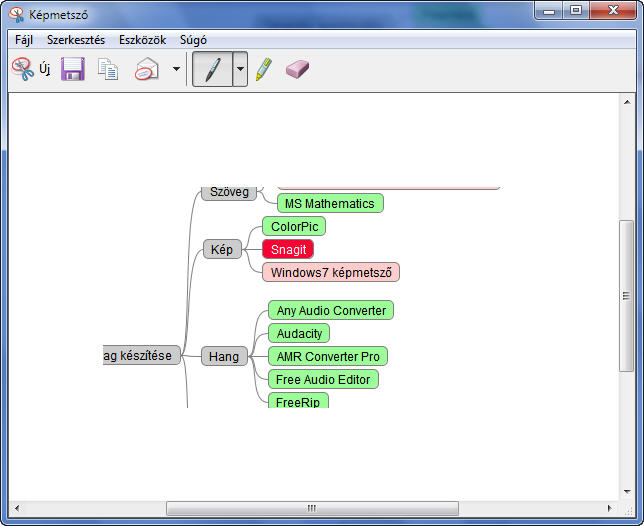 Képmetsző
Fájl Szerkesztés Eszközök Súgó
Új
Szöveg
MS Mathematics
ColorPic
Kép
Snagit
Windows7 képmetsző
Any Audio Converter
Audacity
ag készítése
Hang
AMR Converter Pro
Free Audio Editor
FreeRip